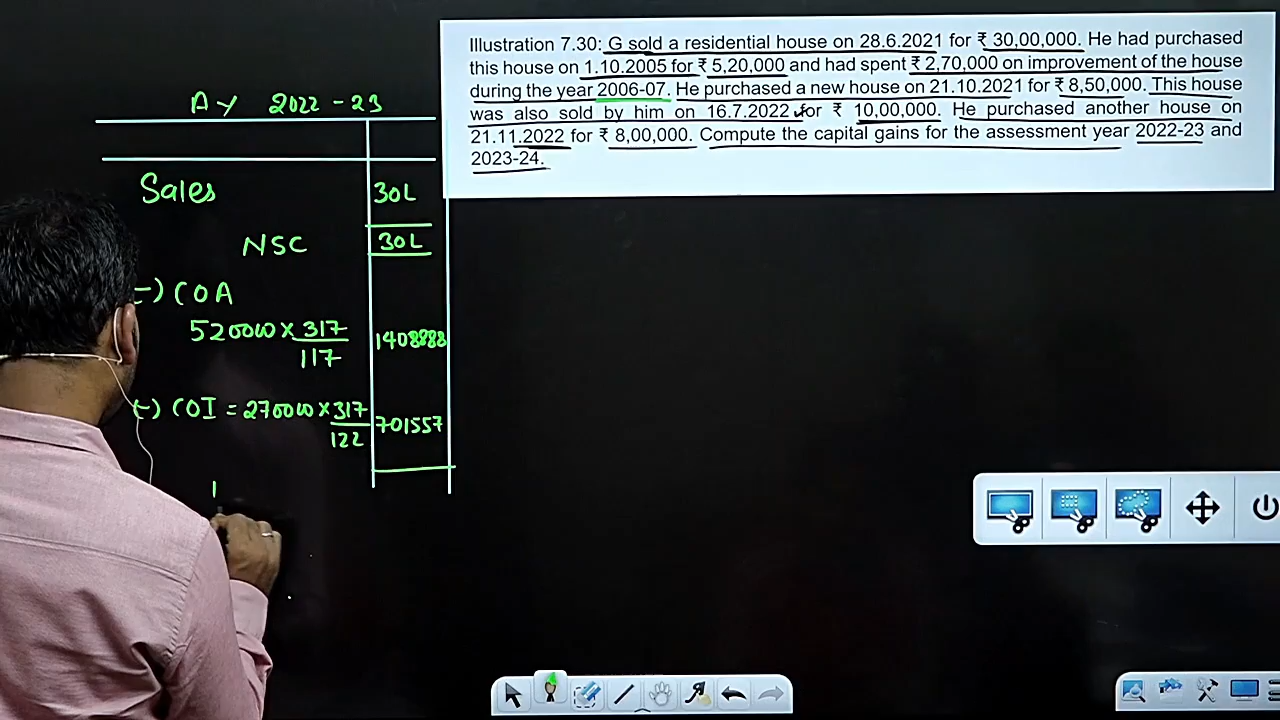 Illustration 7.30: G sold a residential house on 28.6.2021 for ₹ 30,00,000. He had purchased
this house on 1.10.2005 for ₹ 5,20,000 and had spent ₹ 2,70,000 on improvement of the house
during the year 2006-07. He purchased a new house on 21.10.2021 for ₹ 8,50,000. This house
was also sold by him on 16.7.2022 for ₹ 10,00,000. He purchased another house on
21.11.2022 for ₹ 8,00,000. Compute the capital gains for the assessment year 2022-23 and
2023-24.
AY 2022-23
Sales 30L
NSC 30L
(-) COA
520000 × 317/117 1408888
(-) COI = 270000 × 317/122 701557